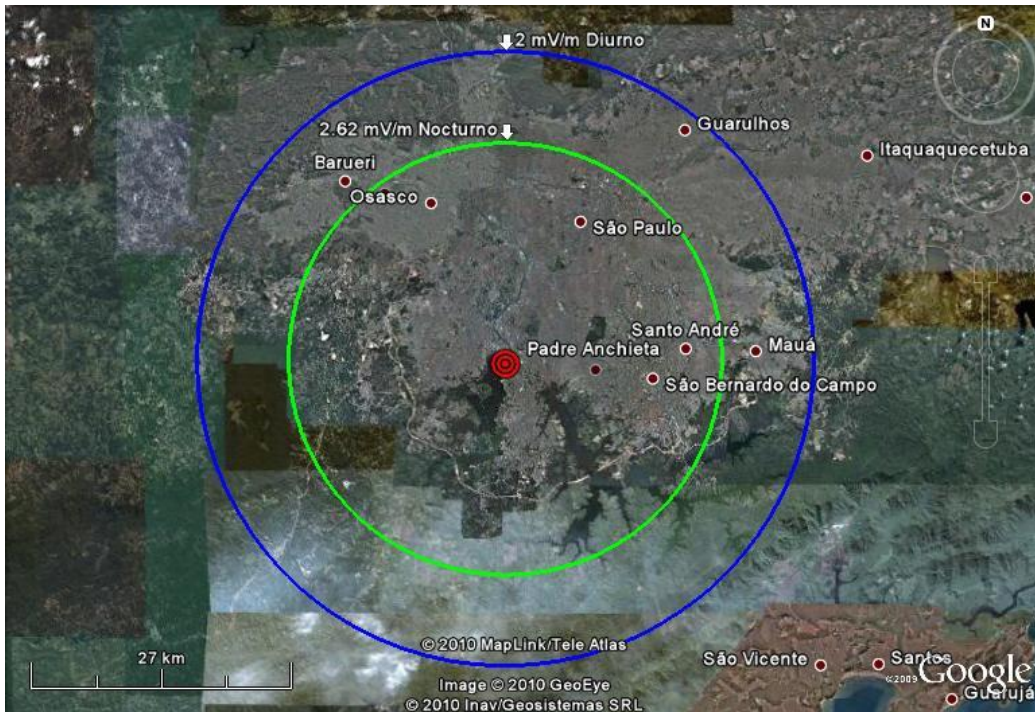 2 mV/m Diurno
N
2.62 mV/m Nocturno
Guarulhos
Itaquaquecetuba
Barueri
Osasco
São Paulo
Santo André
Padre Anchieta
Mauá
São Bernardo do Campo
© 2010 MapLink/Tele Atlas
27 km
São Vicente
Santos
Image © 2010 GeoEye
©2009 Google
Guarujá
© 2010 Inav/Geosistemas SRL